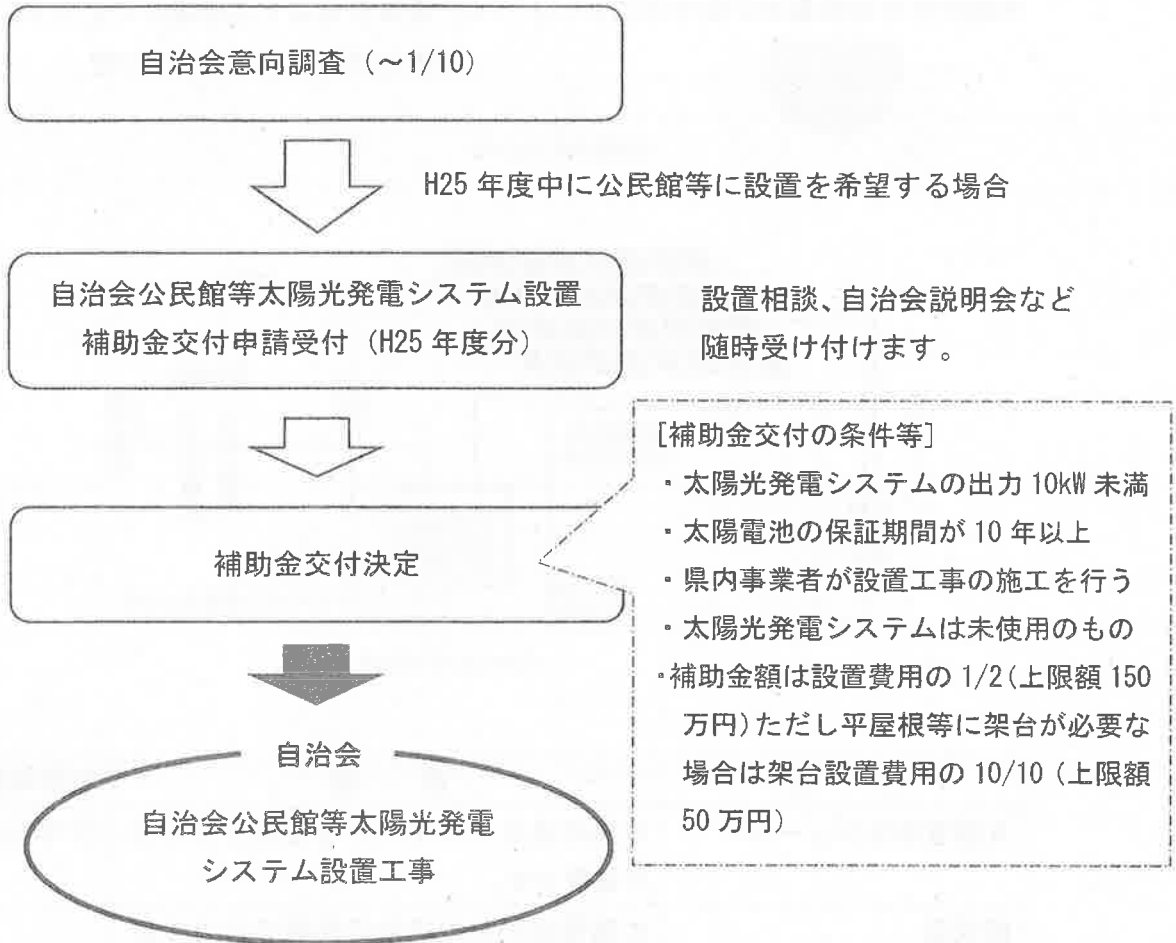 自治会意向調査（～1/10）
H25 年度中に公民館等に設置を希望する場合
自治会公民館等太陽光発電システム設置
補助金交付申請受付（H25 年度分）
設置相談、自治会説明会など
随時受け付けます。
補助金交付決定
[補助金交付の条件等]
・太陽光発電システムの出力 10kW 未満
・太陽電池の保証期間が 10 年以上
・県内事業者が設置工事の施工を行う
・太陽光発電システムは未使用のもの
・補助金額は設置費用の 1/2（上限額 150
万円）ただし平屋根等に架台が必要な
場合は架台設置費用の 10/10（上限額
50 万円）
自治会
自治会公民館等太陽光発電
システム設置工事